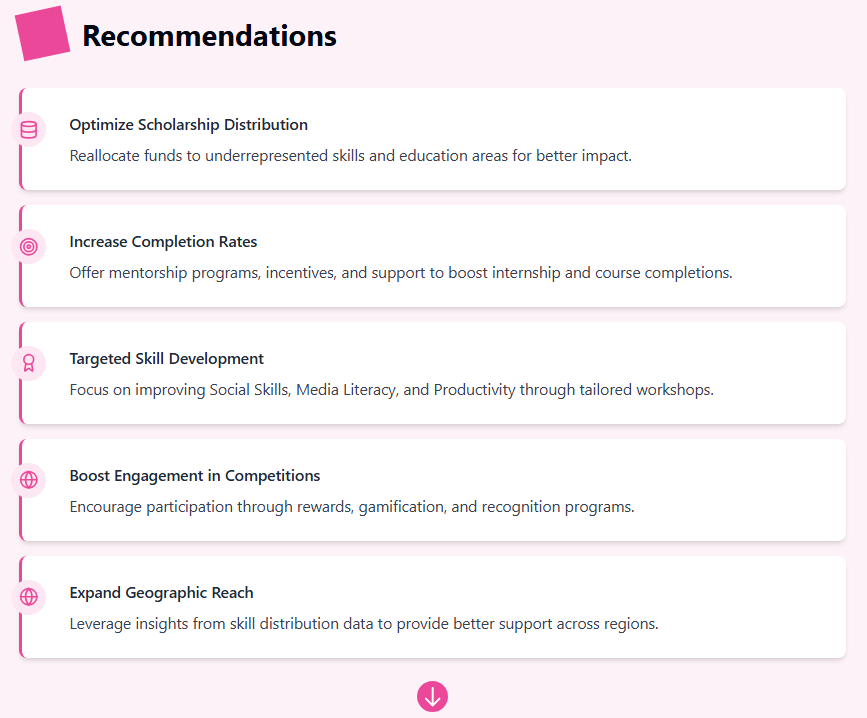 Recommendations
Optimize Scholarship Distribution
Reallocate funds to underrepresented skills and education areas for better impact.
Increase Completion Rates
Offer mentorship programs, incentives, and support to boost internship and course completions.
Targeted Skill Development
Focus on improving Social Skills, Media Literacy, and Productivity through tailored workshops.
Boost Engagement in Competitions
Encourage participation through rewards, gamification, and recognition programs.
Expand Geographic Reach
Leverage insights from skill distribution data to provide better support across regions.